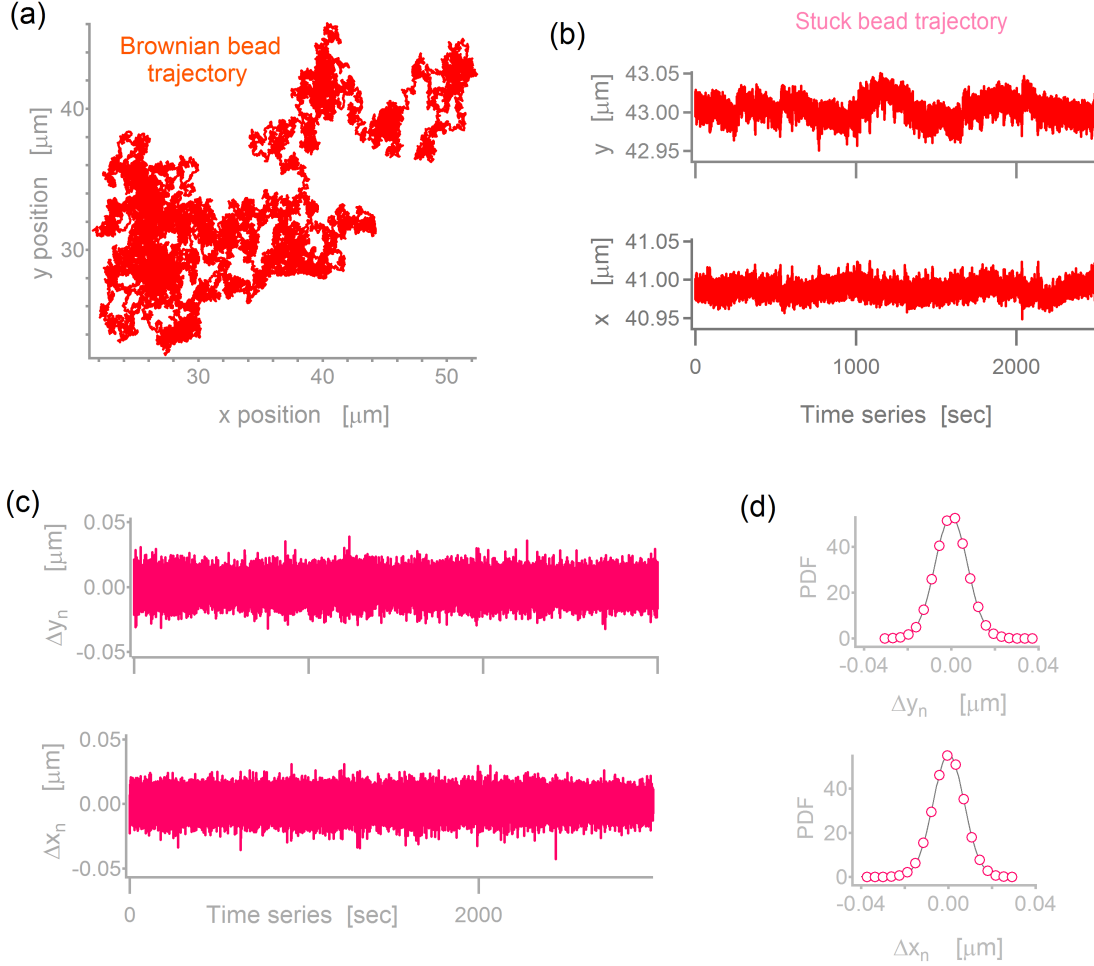 (a)
Brownian bead
trajectory
y position [μm]
40
30
30 40 50
x position [μm]
(b)
Stuck bead trajectory
y [μm]
43.05
43.00
42.95
x [μm]
41.05
41.00
40.95
0 1000 2000
Time series [sec]
(c)
Δyₙ [μm]
0.05
0.00
-0.05
Δxₙ [μm]
0.05
0.00
-0.05
0 2000
Time series [sec]
(d)
PDF
40
20
0
-0.04 0.00 0.04
Δyₙ [μm]
PDF
40
20
0
-0.04 0.00 0.04
Δxₙ [μm]